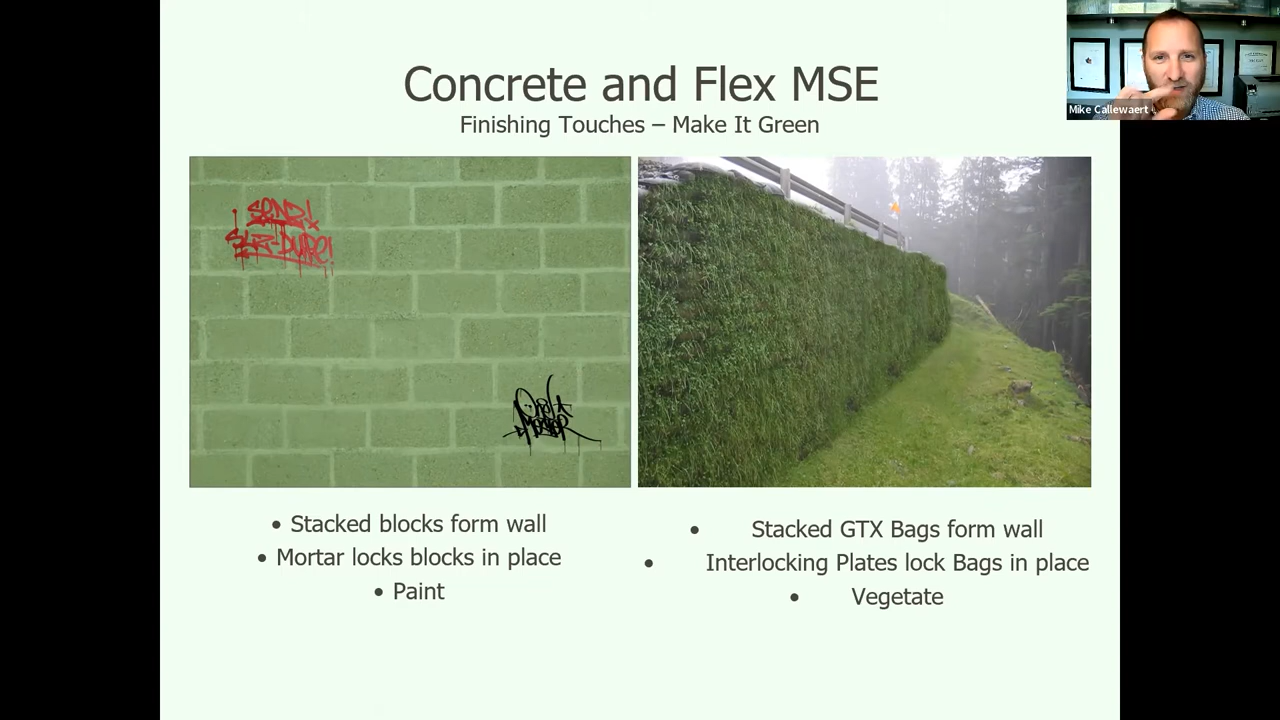 Concrete and Flex MSE
Finishing Touches – Make It Green
Mike Callewaert
• Stacked blocks form wall
• Mortar locks blocks in place
• Paint
• Stacked GTX Bags form wall
• Interlocking Plates lock Bags in place
• Vegetate